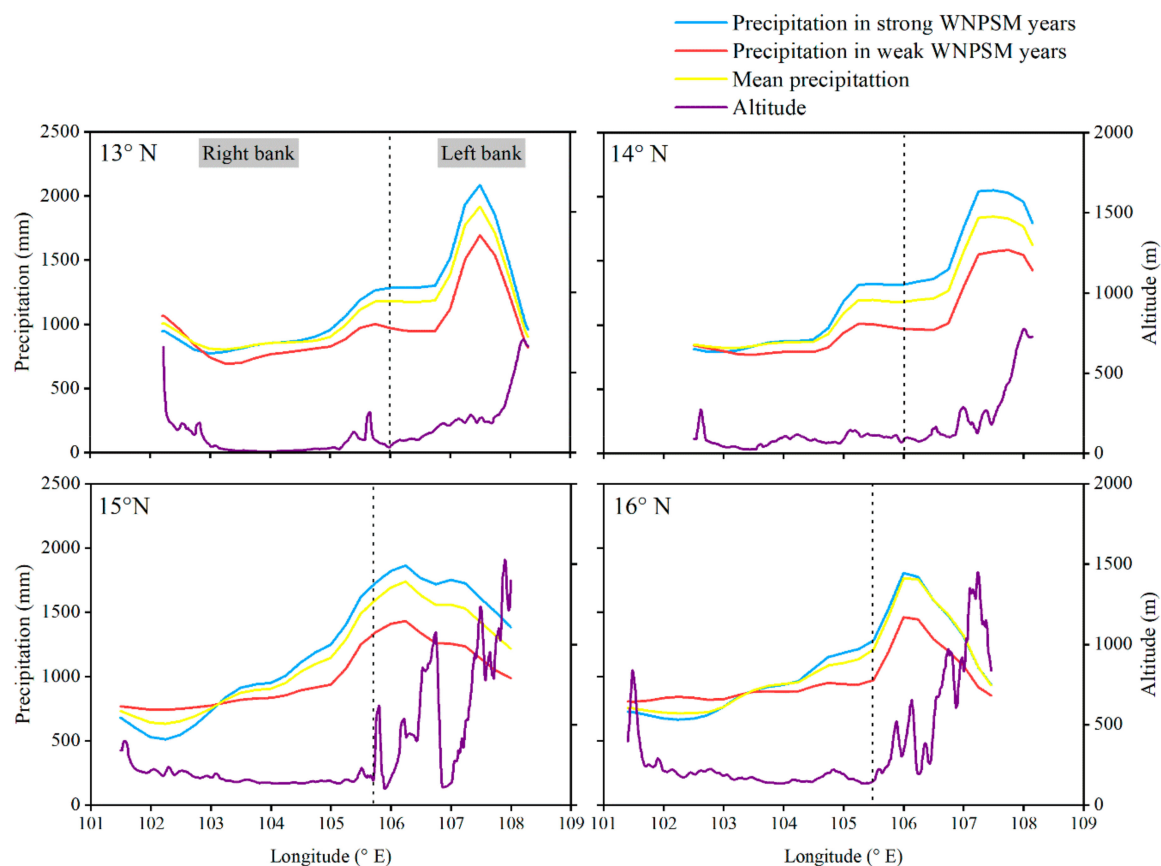 Precipitation in strong WNPSM years
Precipitation in weak WNPSM years
Mean precipitattion
Altitude
2500
2000
1500
1000
500
0
Precipitation (mm)
13° N
Right bank
Left bank
14° N
2000
1500
1000
500
0
Altitude (m)
2500
2000
1500
1000
500
0
Precipitation (mm)
15°N
101 102 103 104 105 106 107 108 109
Longitude (° E)
16° N
101 102 103 104 105 106 107 108 109
Longitude (° E)
2000
1500
1000
500
0
Altitude (m)